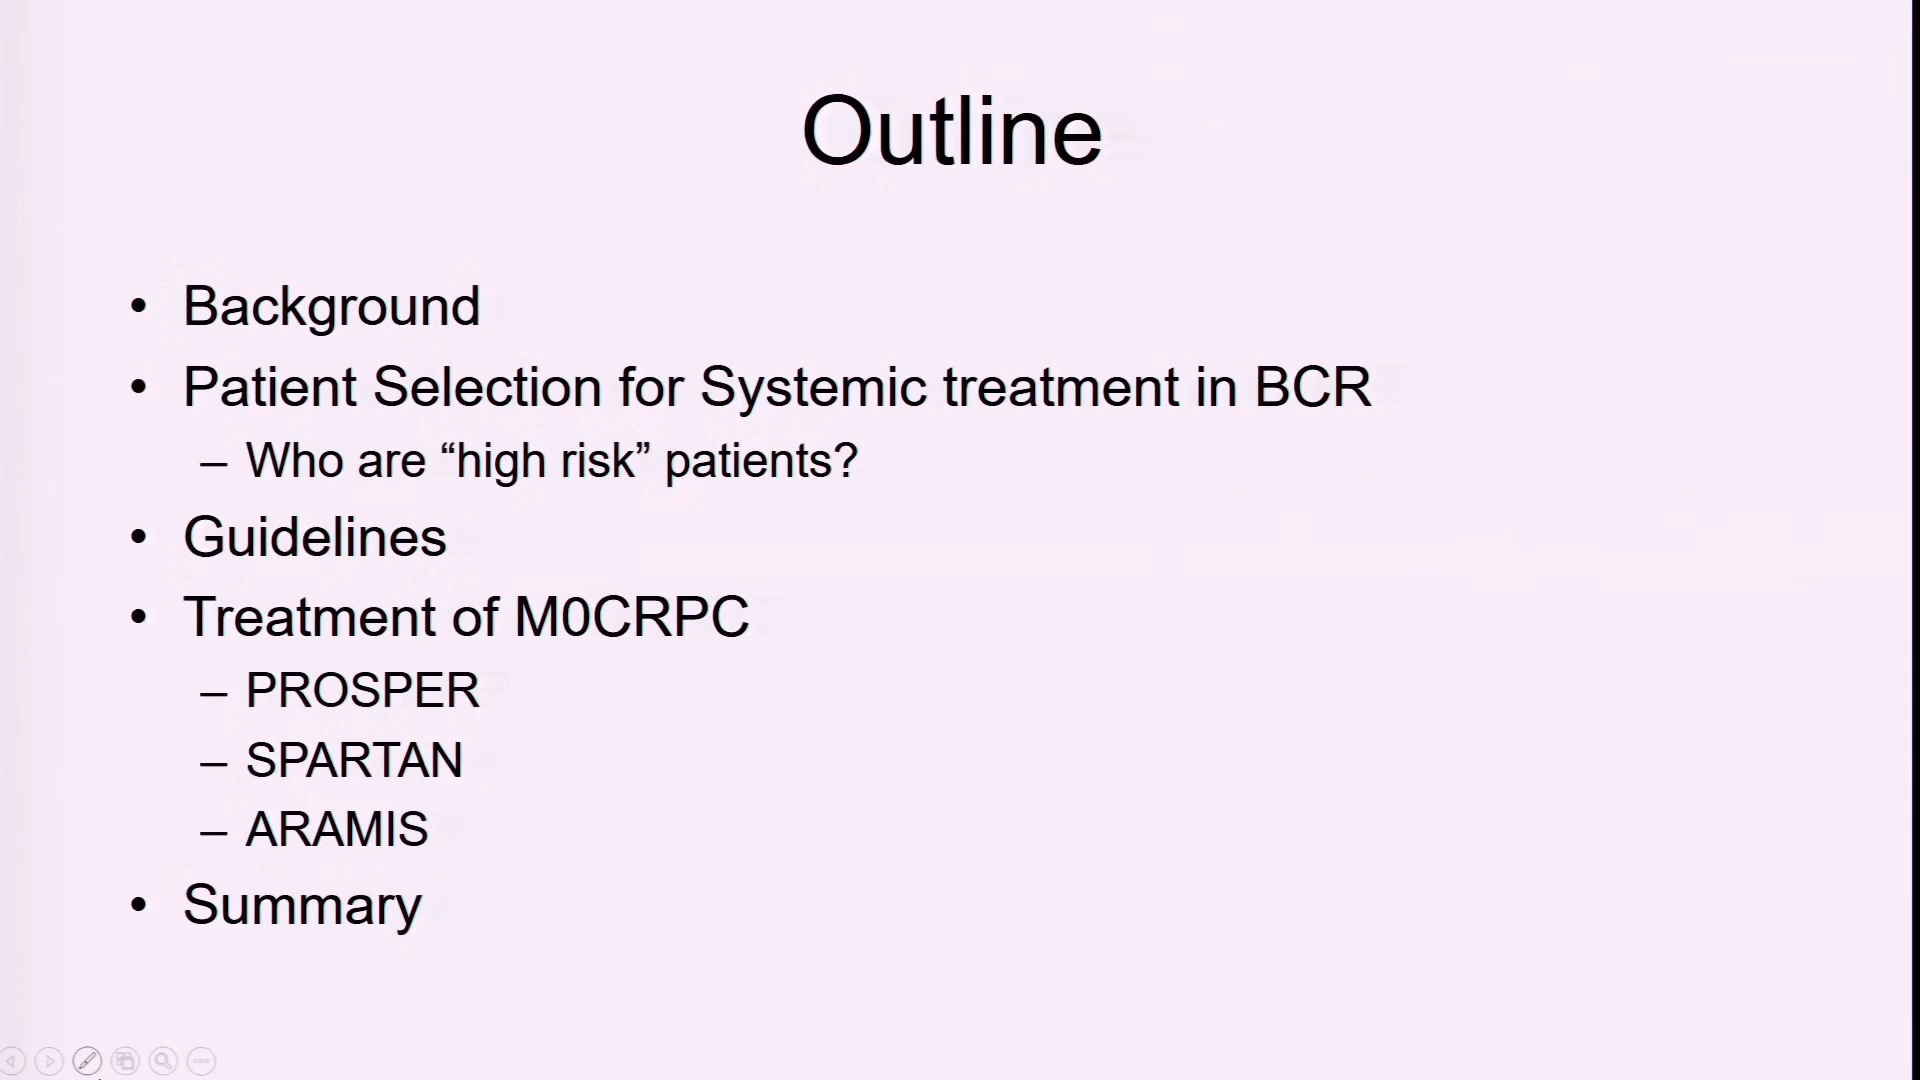 Outline
• Background
• Patient Selection for Systemic treatment in BCR
– Who are “high risk” patients?
• Guidelines
• Treatment of M0CRPC
– PROSPER
– SPARTAN
– ARAMIS
• Summary